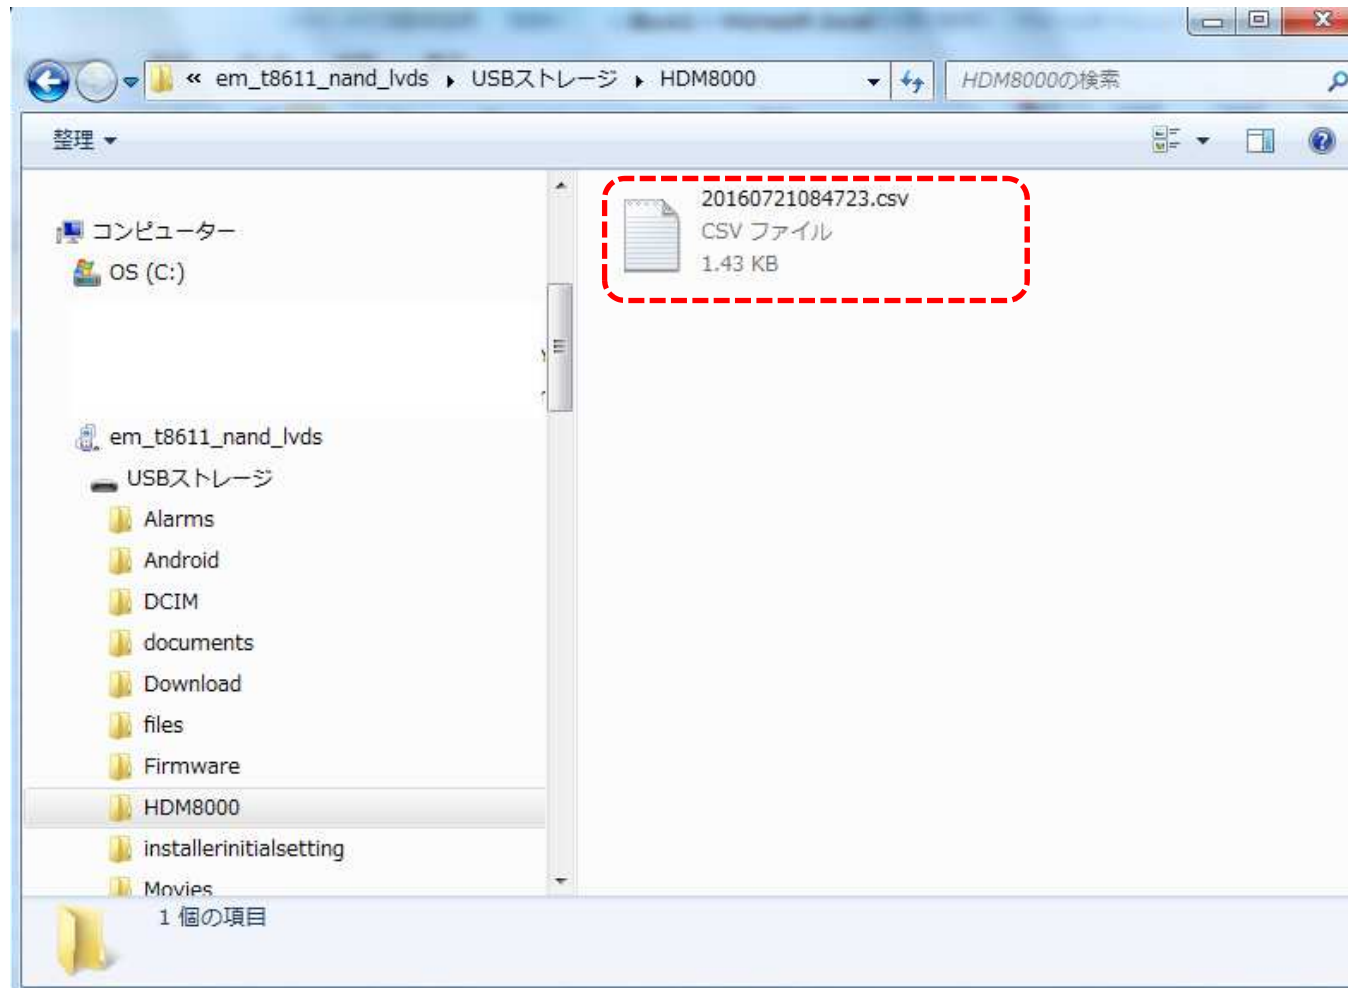 « em_t8611_nand_lvds ▸ USBストレージ ▸ HDM8000
HDM8000の検索
整理
コンピューター
OS (C:)
em_t8611_nand_lvds
USBストレージ
Alarms
Android
DCIM
documents
Download
files
Firmware
HDM8000
installerinitialsetting
Movies
20160721084723.csv
CSV ファイル
1.43 KB
1 個の項目